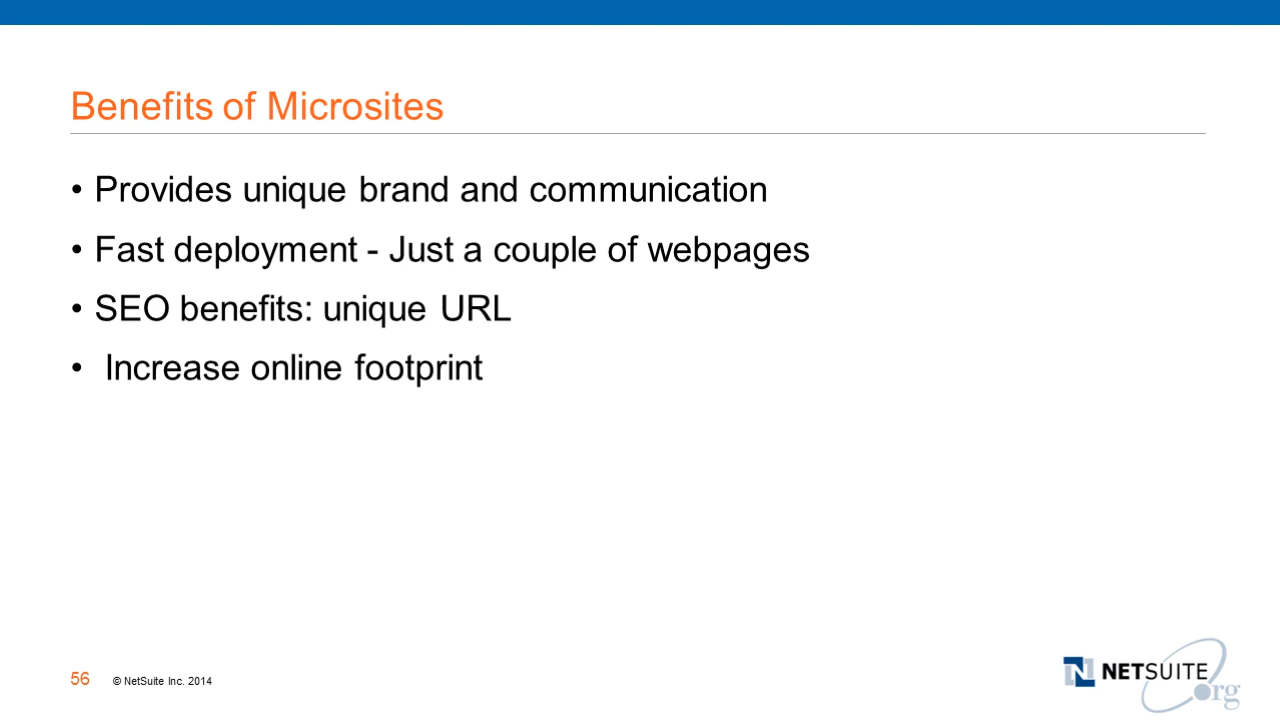 Benefits of Microsites
• Provides unique brand and communication
• Fast deployment - Just a couple of webpages
• SEO benefits: unique URL
• Increase online footprint
56 © NetSuite Inc. 2014
NETSUITE.org